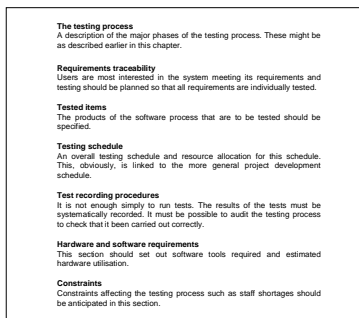 The testing process
A description of the major phases of the testing process. These might be
as described earlier in this chapter.
Requirements traceability
Users are most interested in the system meeting its requirements and
testing should be planned so that all requirements are individually tested.
Tested items
The products of the software process that are to be tested should be
specified.
Testing schedule
An overall testing schedule and resource allocation for this schedule.
This, obviously, is linked to the more general project development
schedule.
Test recording procedures
It is not enough simply to run tests. The results of the tests must be
systematically recorded. It must be possible to audit the testing process
to check that it been carried out correctly.
Hardware and software requirements
This section should set out software tools required and estimated
hardware utilisation.
Constraints
Constraints affecting the testing process such as staff shortages should
be anticipated in this section.